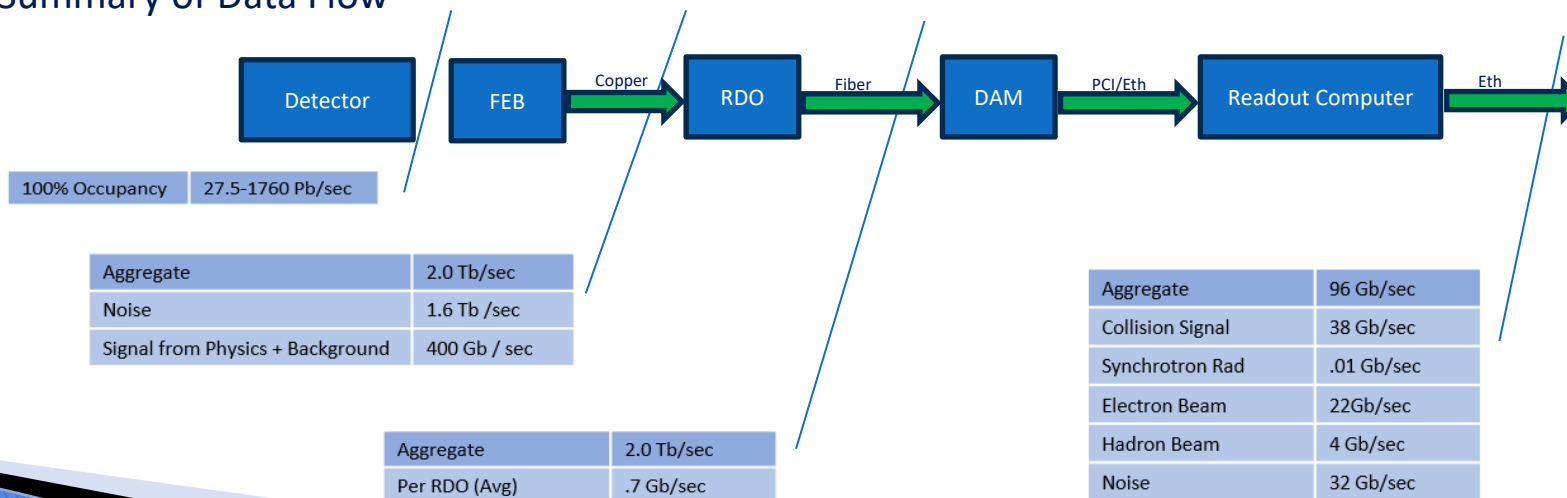 Summary of Data Flow
Detector
FEB
Copper
RDO
Fiber
DAM
PCI/Eth
Readout Computer
Eth
100% Occupancy 27.5-1760 Pb/sec
Aggregate 2.0 Tb/sec
Noise 1.6 Tb /sec
Signal from Physics + Background 400 Gb / sec
Aggregate 2.0 Tb/sec
Per RDO (Avg) .7 Gb/sec
Aggregate 96 Gb/sec
Collision Signal 38 Gb/sec
Synchrotron Rad .01 Gb/sec
Electron Beam 22Gb/sec
Hadron Beam 4 Gb/sec
Noise 32 Gb/sec